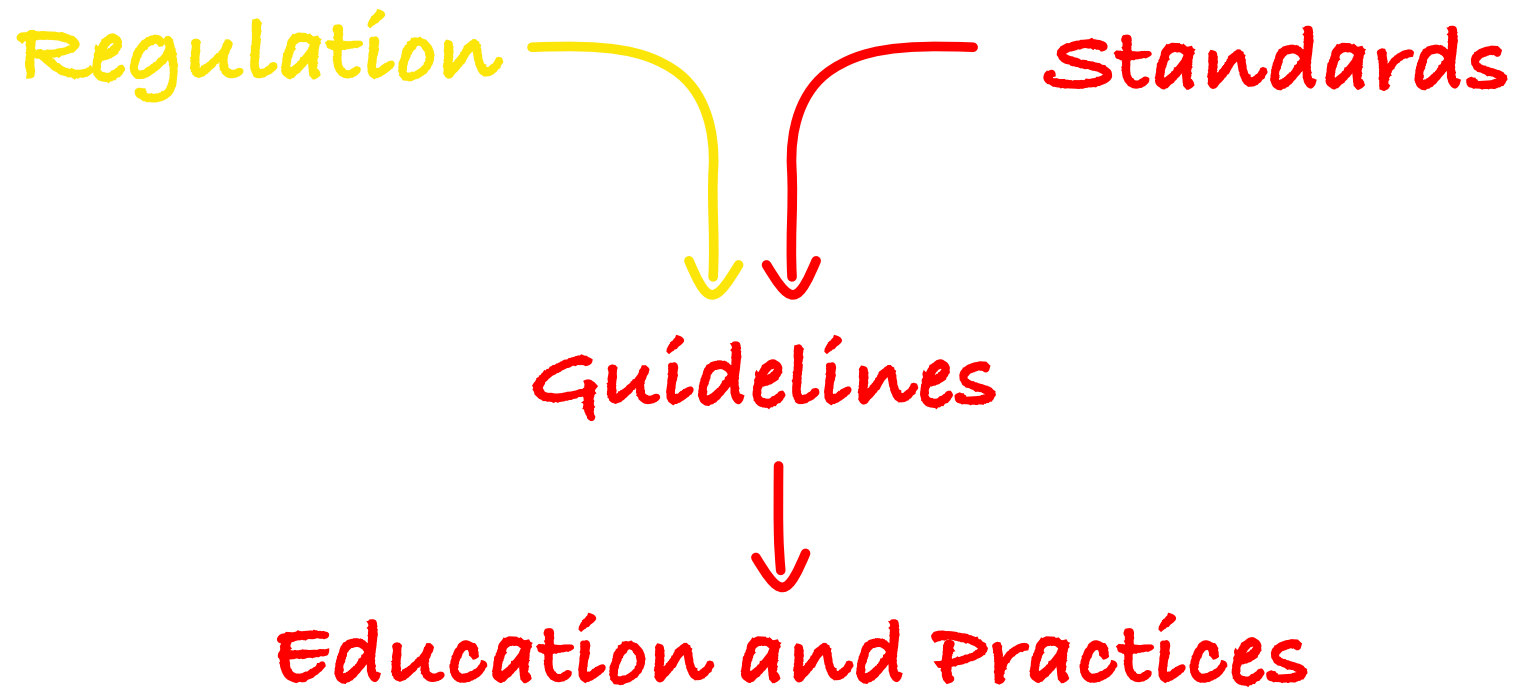 Regulation
Standards
Guidelines
Education and Practices